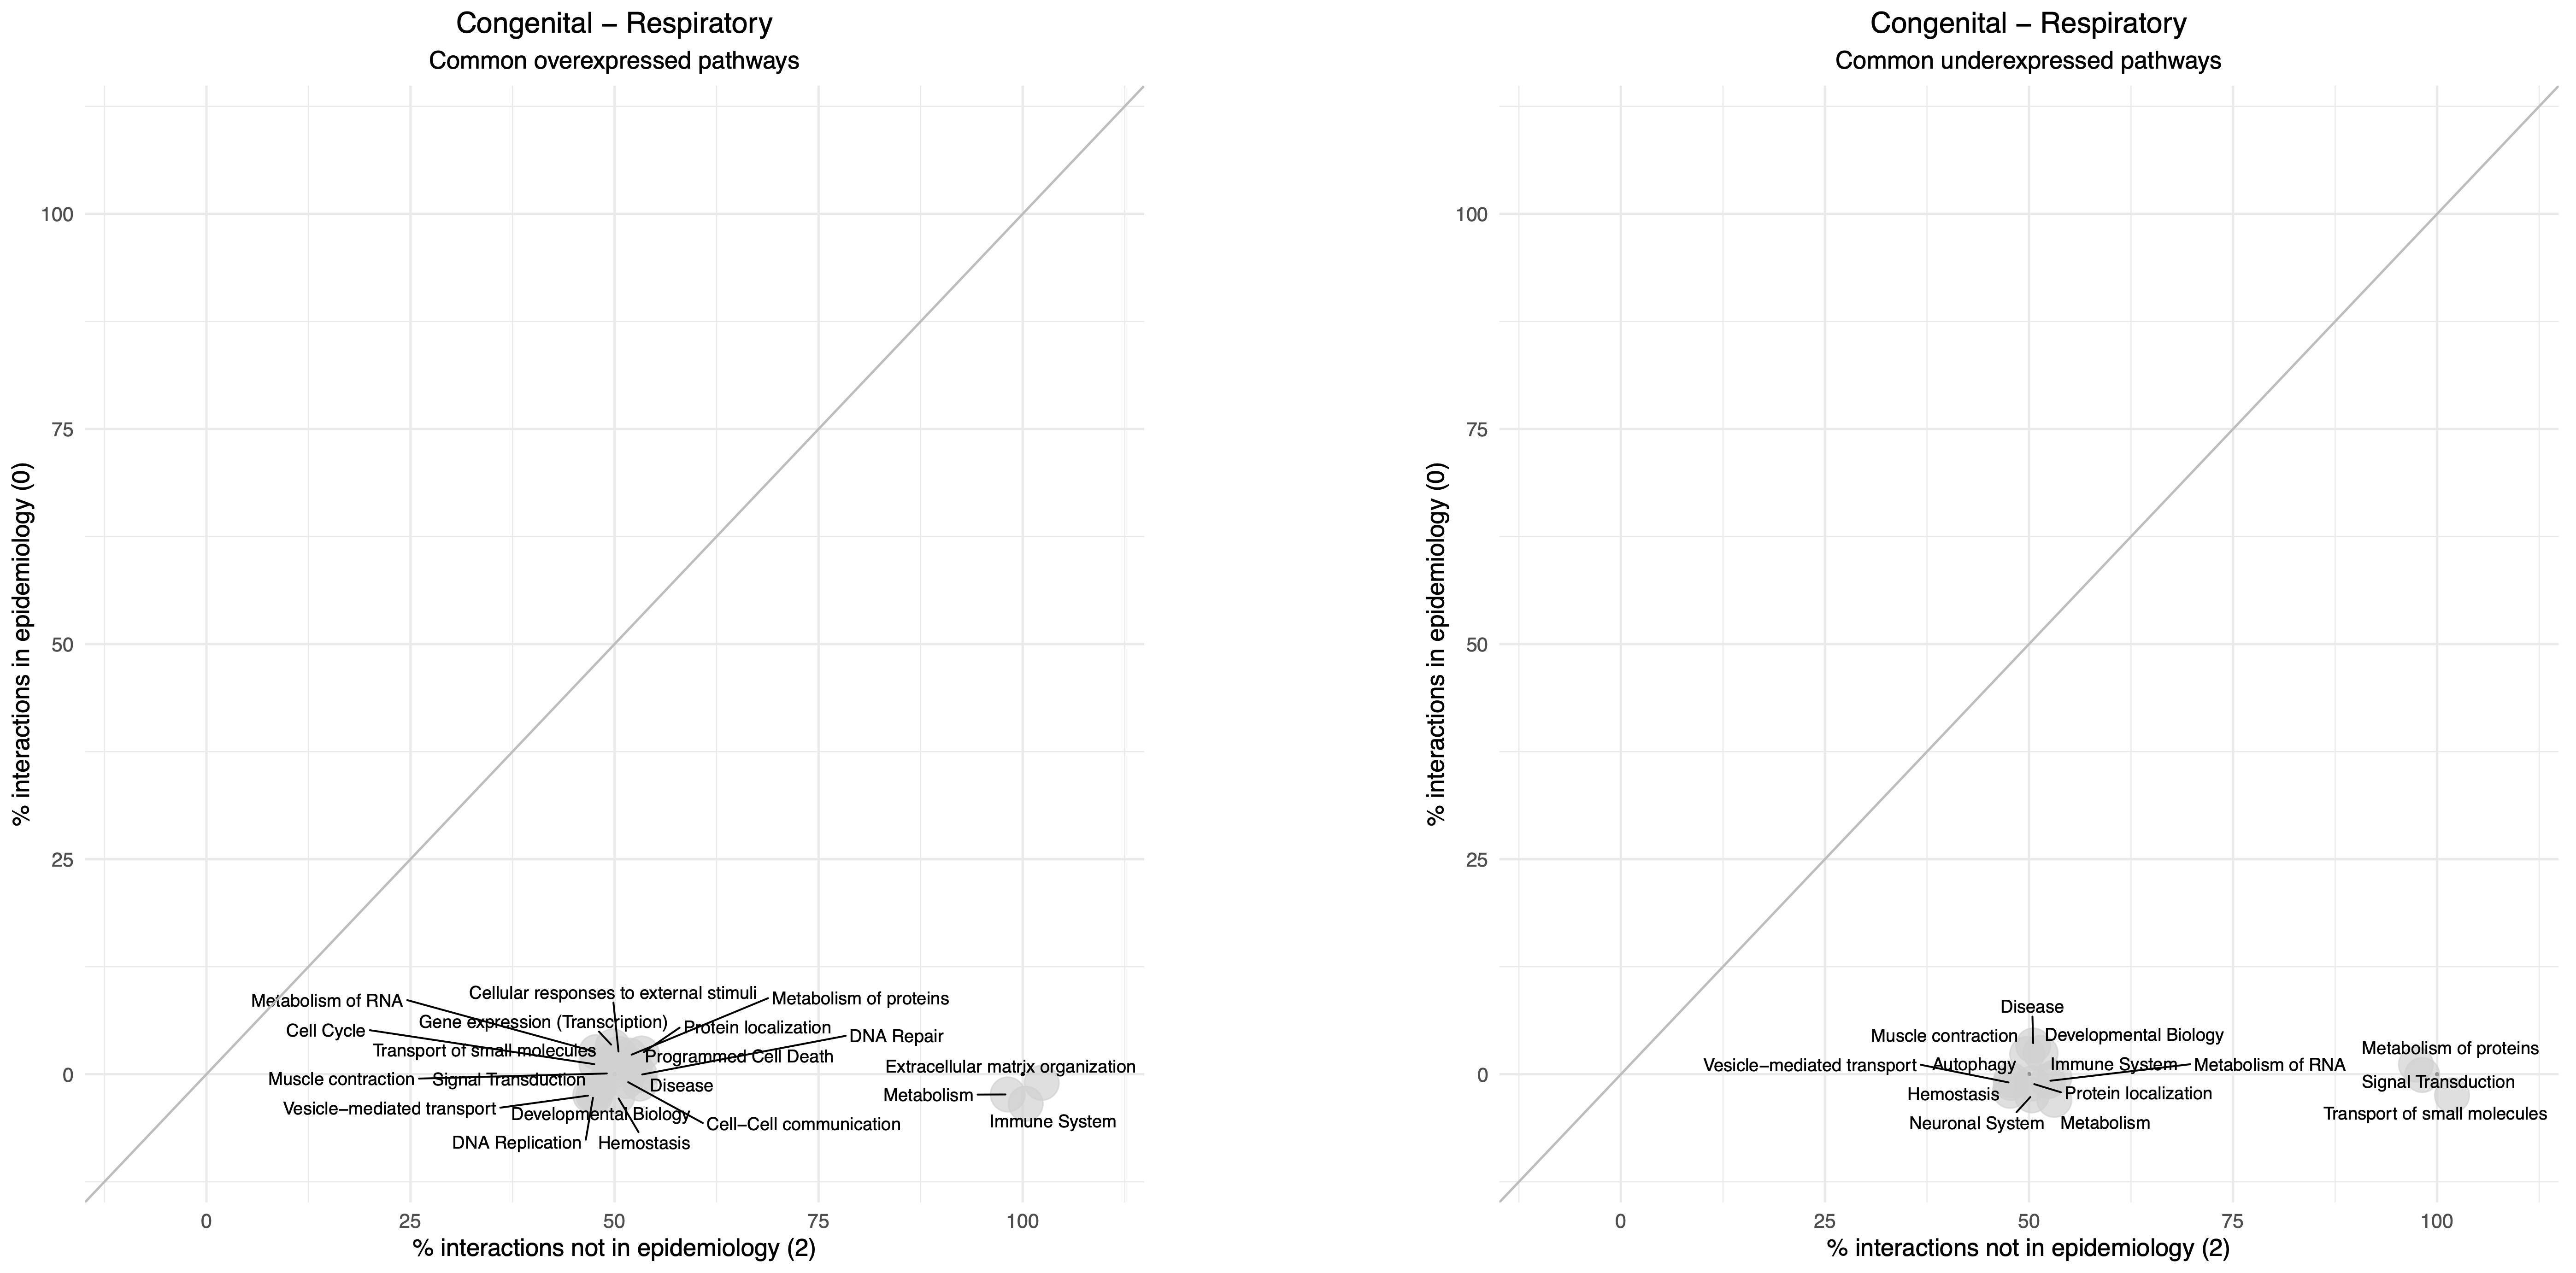 Congenital – Respiratory
Common overexpressed pathways
% interactions in epidemiology (0)
100
75
50
25
0
Cellular responses to external stimuli
Metabolism of RNA
Metabolism of proteins
Gene expression (Transcription)
Protein localization
Cell Cycle
DNA Repair
Transport of small molecules
Programmed Cell Death
Extracellular matrix organization
Muscle contraction
Signal Transduction
Disease
Metabolism
Vesicle–mediated transport
Developmental Biology
Cell–Cell communication
Immune System
DNA Replication
Hemostasis
0
25
50
75
100
% interactions not in epidemiology (2)
Congenital – Respiratory
Common underexpressed pathways
% interactions in epidemiology (0)
100
75
50
25
0
Disease
Muscle contraction
Developmental Biology
Metabolism of proteins
Vesicle–mediated transport
Autophagy
Immune System
Metabolism of RNA
Signal Transduction
Hemostasis
Protein localization
Transport of small molecules
Neuronal System
Metabolism
0
25
50
75
100
% interactions not in epidemiology (2)